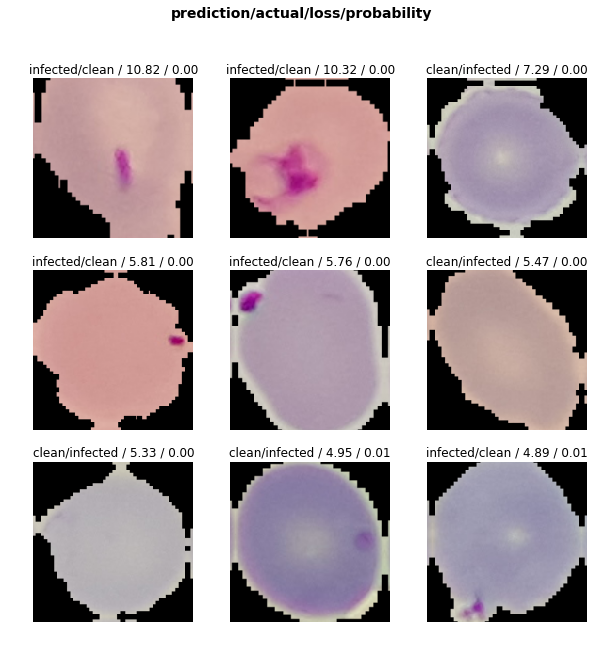 prediction/actual/loss/probability
infected/clean / 10.82 / 0.00
infected/clean / 10.32 / 0.00
clean/infected / 7.29 / 0.00
infected/clean / 5.81 / 0.00
infected/clean / 5.76 / 0.00
clean/infected / 5.47 / 0.00
clean/infected / 5.33 / 0.00
clean/infected / 4.95 / 0.01
infected/clean / 4.89 / 0.01